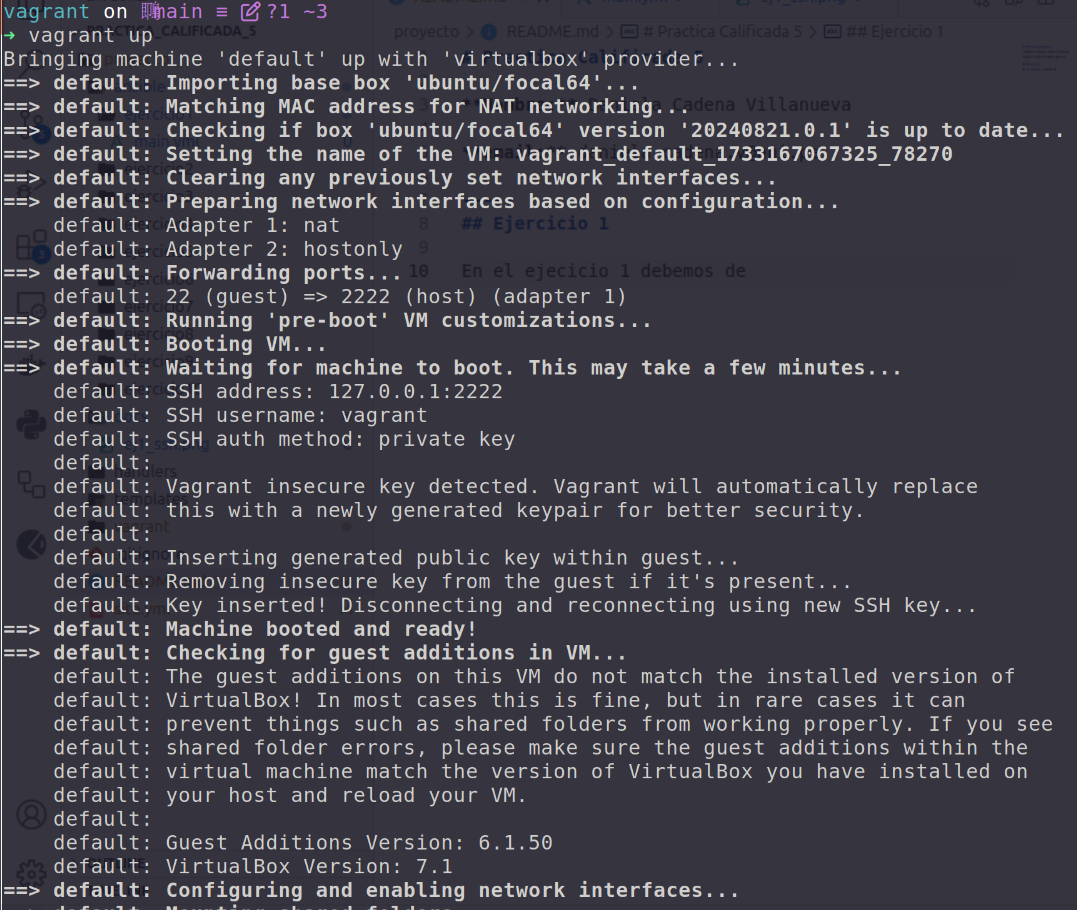 vagrant on main ≡ ?1 ~3
→ vagrant up
Bringing machine 'default' up with 'virtualbox' provider...
==> default: Importing base box 'ubuntu/focal64'...
==> default: Matching MAC address for NAT networking...
==> default: Checking if box 'ubuntu/focal64' version '20240821.0.1' is up to date...
==> default: Setting the name of the VM: vagrant_default_1733167067325_78270
==> default: Clearing any previously set network interfaces...
==> default: Preparing network interfaces based on configuration...
    default: Adapter 1: nat
    default: Adapter 2: hostonly
==> default: Forwarding ports...
    default: 22 (guest) => 2222 (host) (adapter 1)
==> default: Running 'pre-boot' VM customizations...
==> default: Booting VM...
==> default: Waiting for machine to boot. This may take a few minutes...
    default: SSH address: 127.0.0.1:2222
    default: SSH username: vagrant
    default: SSH auth method: private key
    default:
    default: Vagrant insecure key detected. Vagrant will automatically replace
    default: this with a newly generated keypair for better security.
    default:
    default: Inserting generated public key within guest...
    default: Removing insecure key from the guest if it's present...
    default: Key inserted! Disconnecting and reconnecting using new SSH key...
==> default: Machine booted and ready!
==> default: Checking for guest additions in VM...
    default: The guest additions on this VM do not match the installed version of
    default: VirtualBox! In most cases this is fine, but in rare cases it can
    default: prevent things such as shared folders from working properly. If you see
    default: shared folder errors, please make sure the guest additions within the
    default: virtual machine match the version of VirtualBox you have installed on
    default: your host and reload your VM.
    default:
    default: Guest Additions Version: 6.1.50
    default: VirtualBox Version: 7.1
==> default: Configuring and enabling network interfaces...
proyecto > README.md > # Practica Calificada 5 > ## Ejercicio 1
Cadena Villanueva
8 ## Ejercicio 1
9
10 En el ejecicio 1 debemos de
handlers
templates